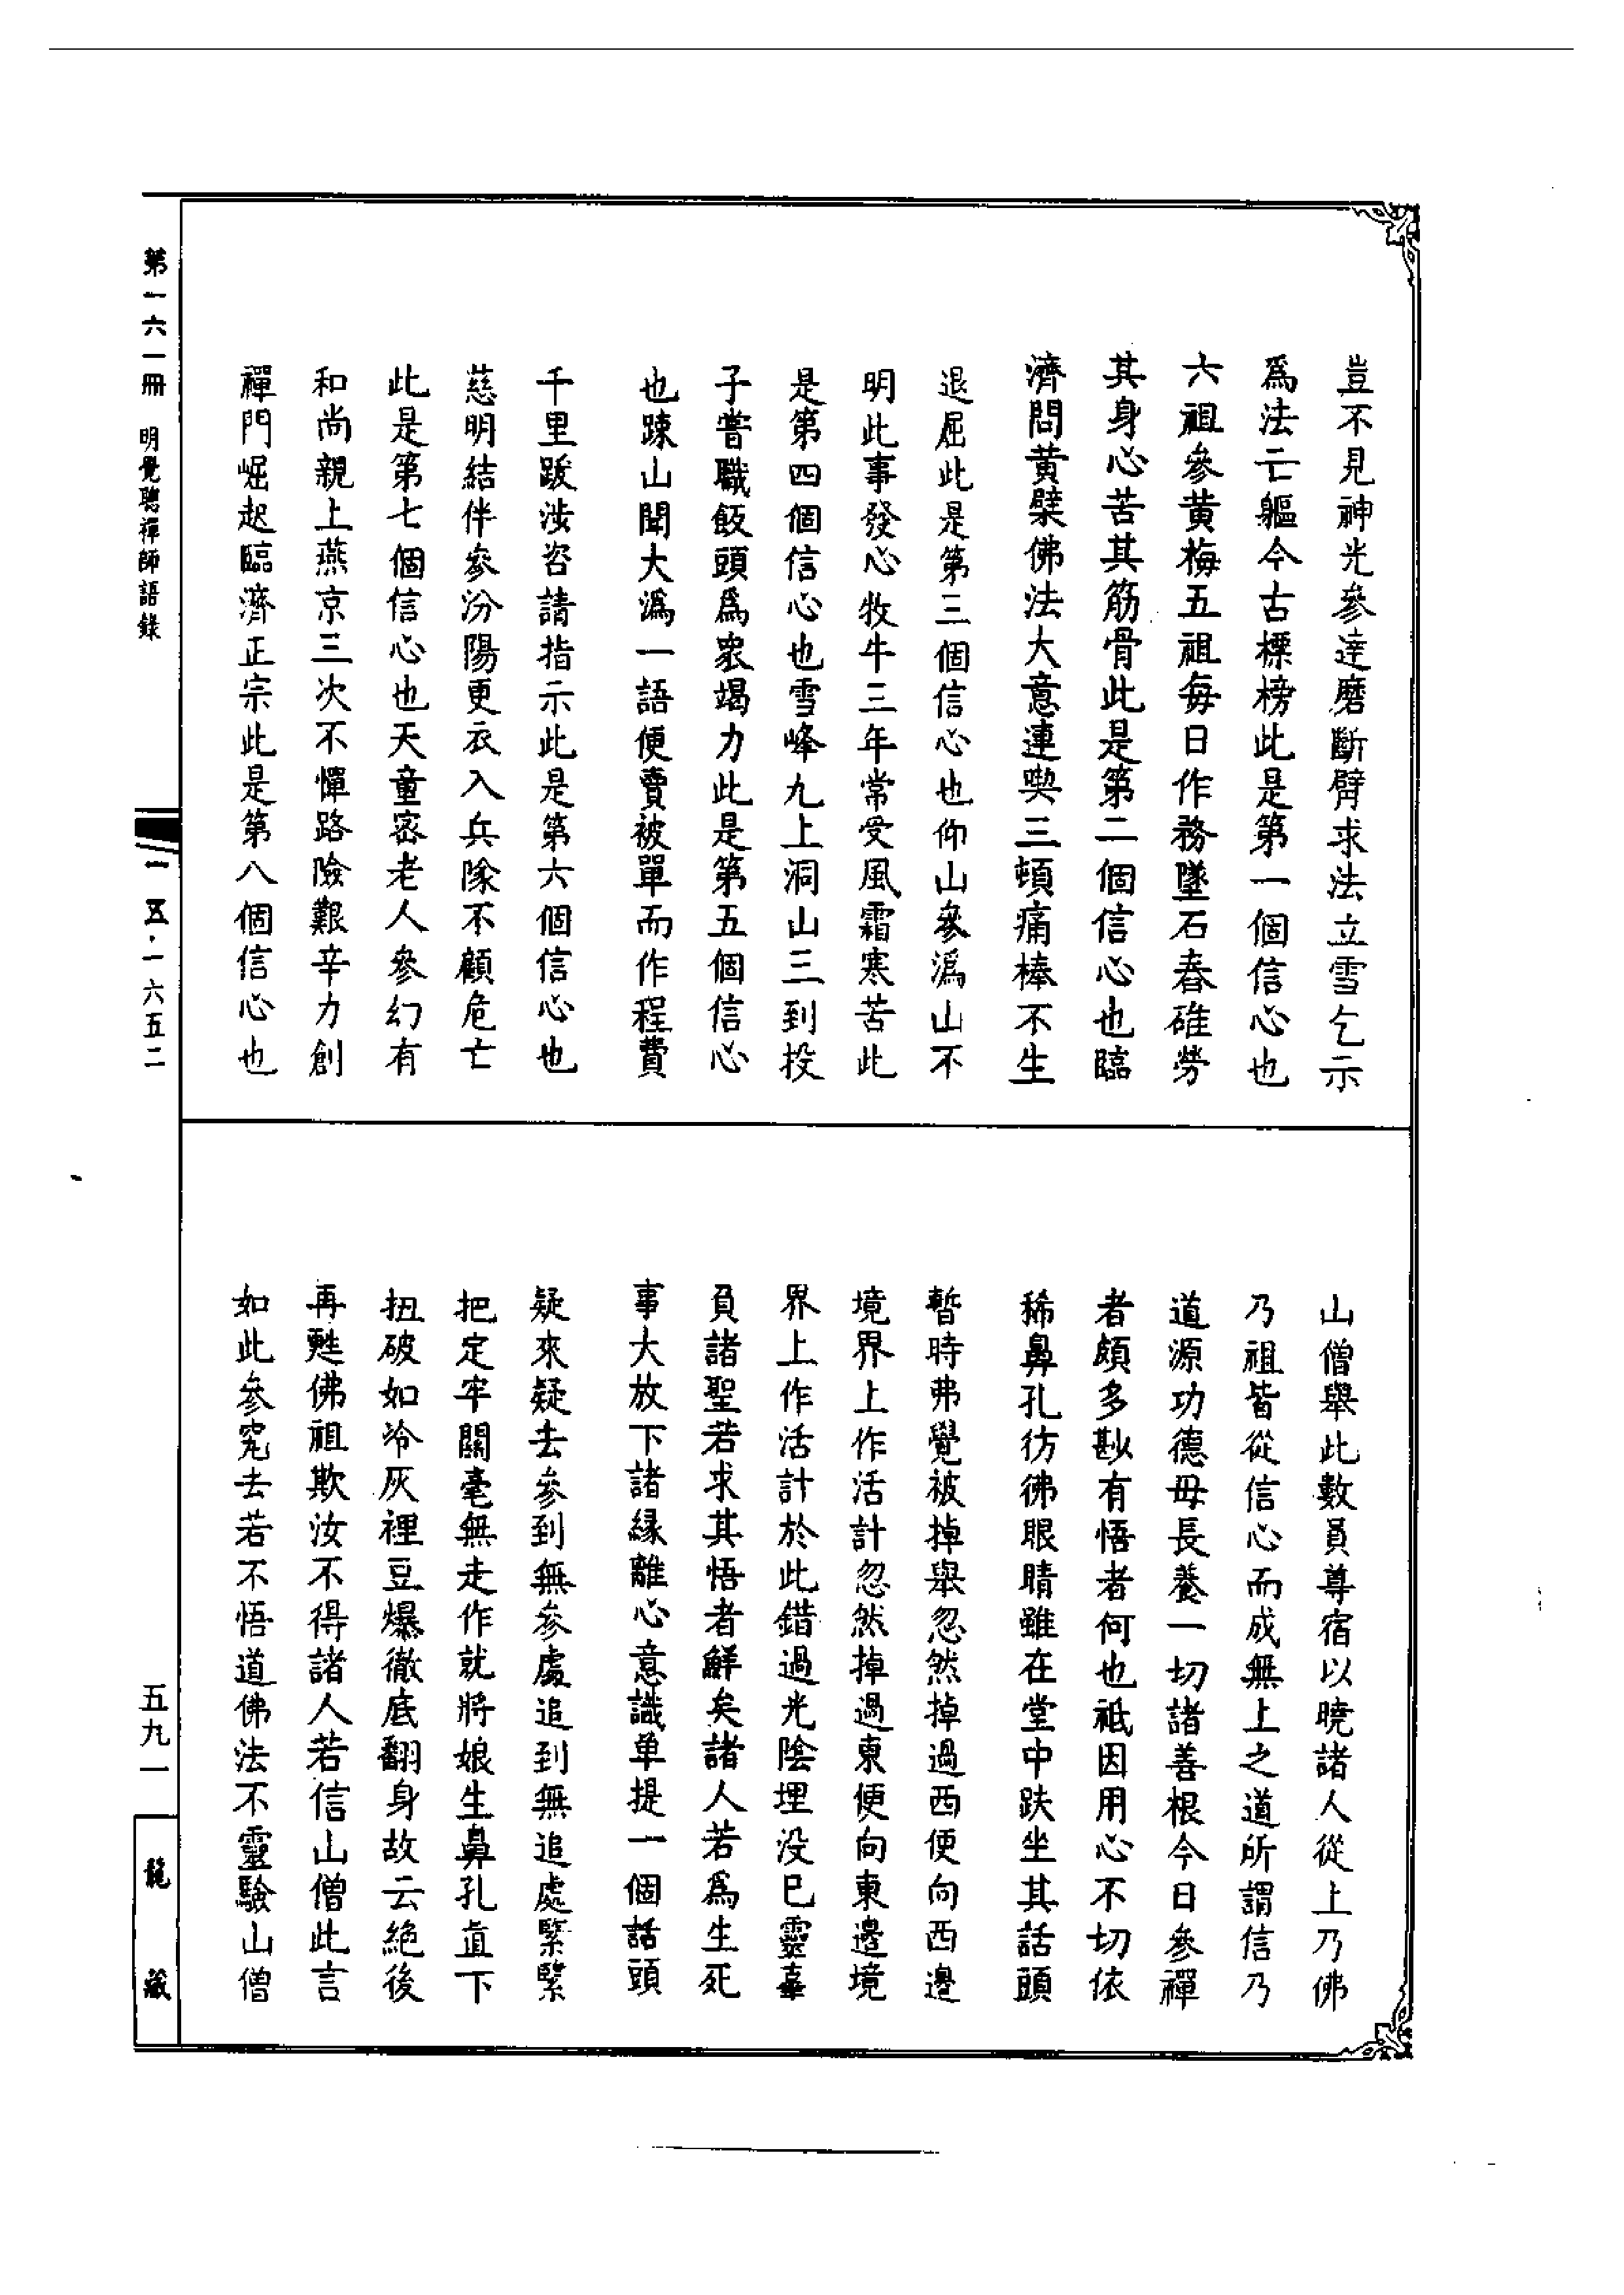 豈不見神光參達磨斷臂求法立雪乞示
爲法亡軀今古標榜此是第一個信心也
六祖參黃梅五祖每日作務墜石舂碓勞
其身心苦其筋骨此是第二個信心也臨
濟問黃檗佛法大意連喫三頓痛棒不生
退屈此是第三個信心也仰山參溈山不
明此事發心牧牛三年常受風霜寒苦此
是第四個信心也雪峰九上洞山三到投
子嘗職飯頭爲衆竭力此是第五個信心
也踈山聞大溈一語便賣被單而作程費
千里跋涉咨請指示此是第六個信心也
慈明結伴參汾陽更衣入兵隊不顧危亡
此是第七個信心也天童密老人參幻有
和尚親上燕京三次不憚路險艱辛力創
禪門崛起臨濟正宗此是第八個信心也
山僧舉此數員尊宿以曉諸人從上乃佛
乃祖皆從信心而成無上之道所謂信乃
道源功德母長養一切諸善根今日參禪
者頗多尠有悟者何也祇因用心不切依
稀鼻孔彷彿眼睛雖在堂中趺坐其話頭
暫時弗覺被掉舉忽然掉過西便向西邊
境界上作活計忽然掉過東便向東邊境
界上作活計於此錯過光陰埋没己靈辜
負諸聖若求其悟者鮮矣諸人若爲生死
事大放下諸緣離心意識单提一個話頭
疑來疑去參到無參處追到無追處緊緊
把定牢關毫無走作就將娘生鼻孔直下
扭破如冷灰裡豆爆徹底翻身故云絕後
再甦佛祖欺汝不得諸人若信山僧此言
如此參究去若不悟道佛法不靈驗山僧
第一六一冊 明覺聰禪師語錄
一五·一六五二
五九一
龍藏